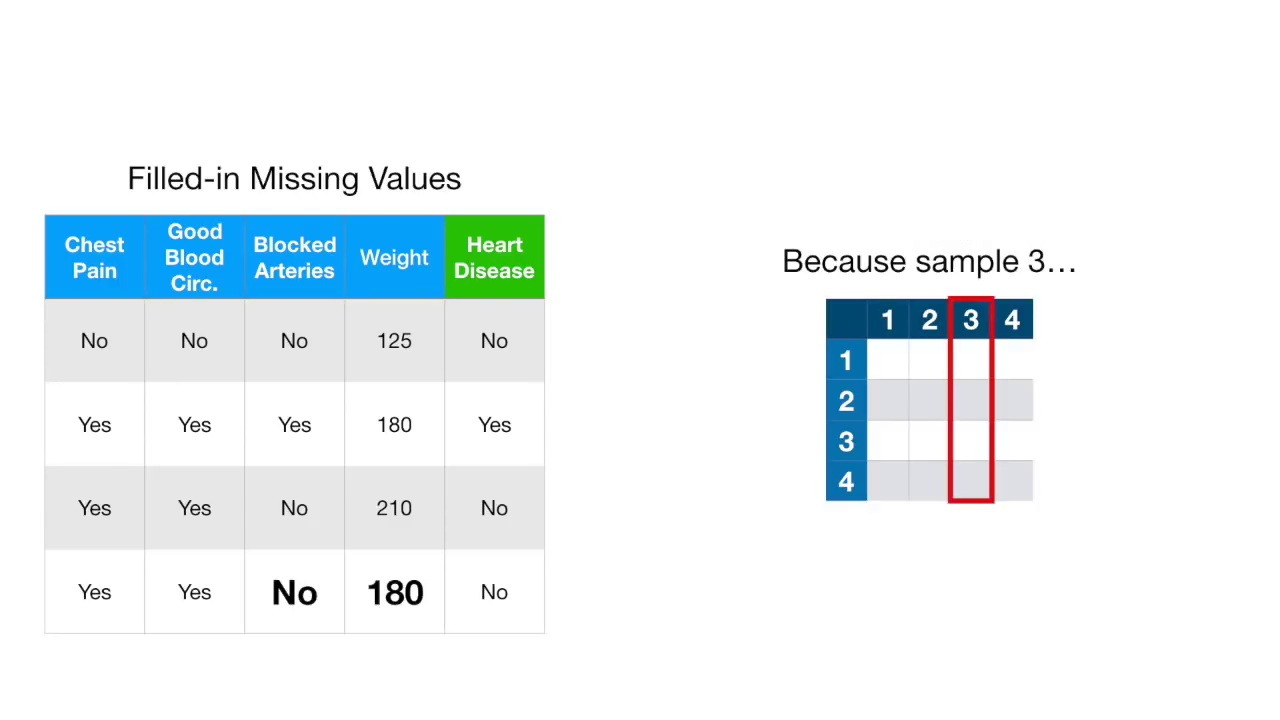 Filled-in Missing Values
Chest Pain Good Blood Circ. Blocked Arteries Weight Heart Disease
No No No 125 No
Yes Yes Yes 180 Yes
Yes Yes No 210 No
Yes Yes No 180 No
Because sample 3…
1 2 3 4
1
2
3
4